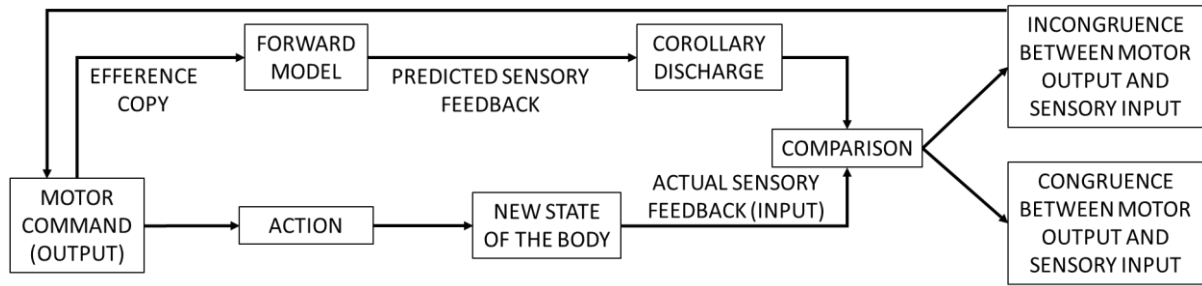 FORWARD
MODEL
EFFERENCE
COPY
PREDICTED SENSORY
FEEDBACK
COROLLARY
DISCHARGE
INCONGRUENCE
BETWEEN MOTOR
OUTPUT AND
SENSORY INPUT
COMPARISON
MOTOR
COMMAND
(OUTPUT)
ACTION
NEW STATE
OF THE BODY
ACTUAL SENSORY
FEEDBACK (INPUT)
CONGRUENCE
BETWEEN MOTOR
OUTPUT AND
SENSORY INPUT